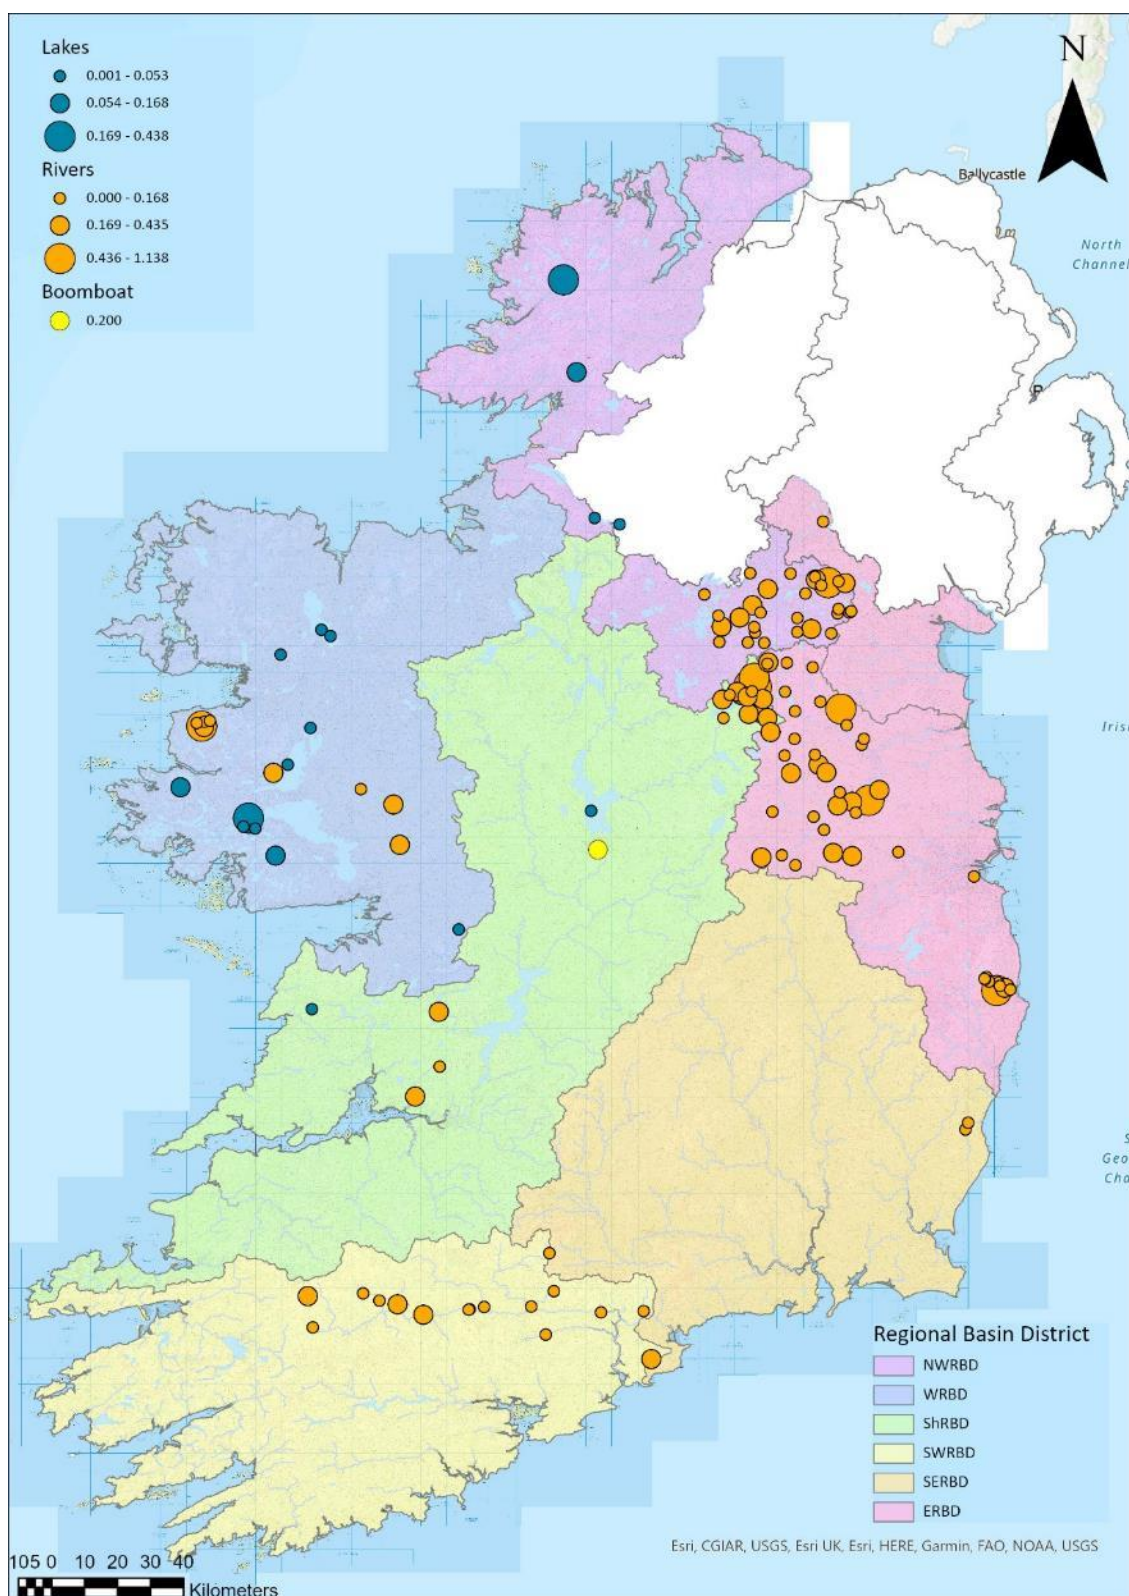 Lakes
0.001 - 0.053
0.054 - 0.168
0.169 - 0.438
Rivers
0.000 - 0.168
0.169 - 0.435
0.436 - 1.138
Boomboat
0.200
N
Ballycastle
North
Channel
Iris
S
Geo
Cha
Regional Basin District
NWRBD
WRBD
ShRBD
SWRBD
SERBD
ERBD
Esri, CGIAR, USGS, Esri UK, Esri, HERE, Garmin, FAO, NOAA, USGS
105 0 10 20 30 40
Kilometers